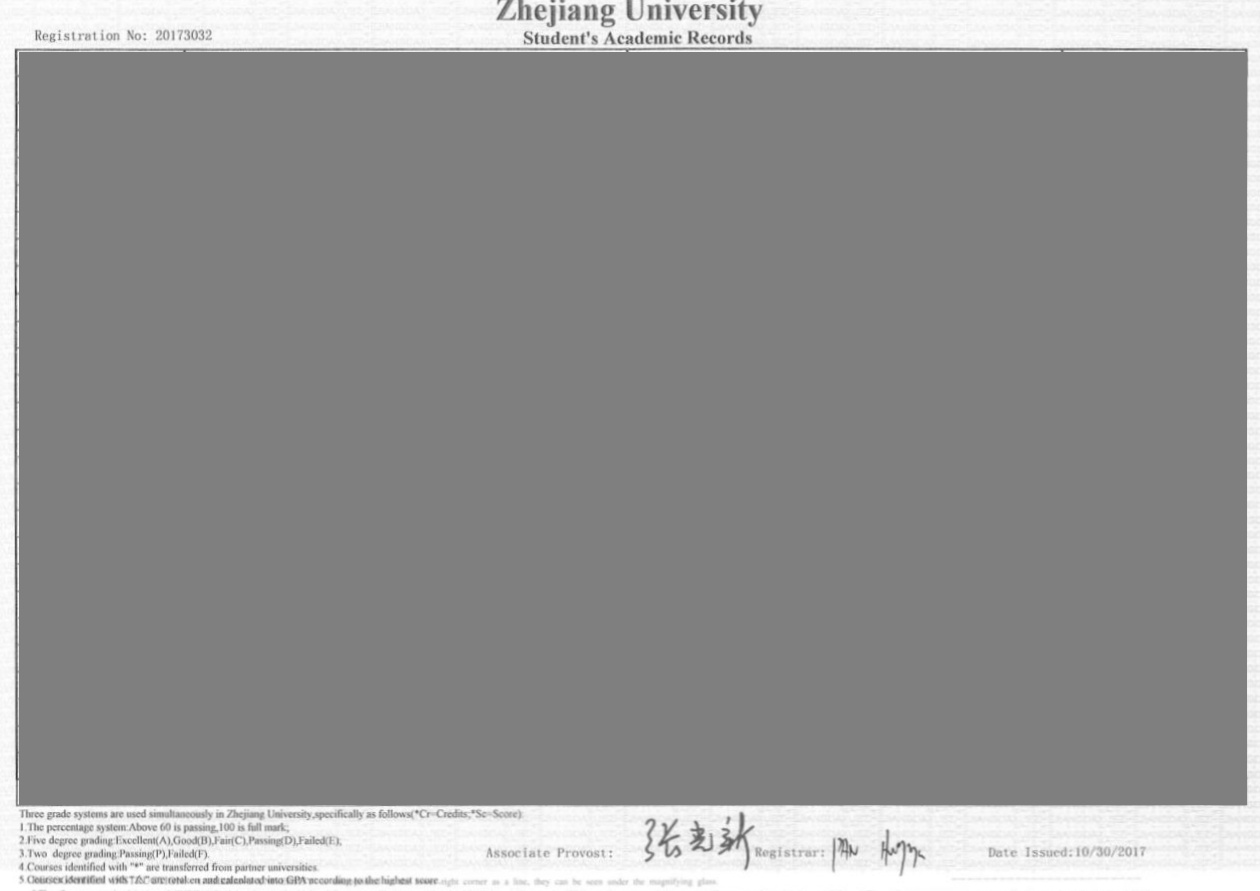 Zhejiang University
Registration No: 20173032
Student's Academic Records
Three grade systems are used simultaneously in Zhejiang University,specifically as follows(*Cr=Credits;*Sc=Score)
1.The percentage system:Above 60 is passing,100 is full mark;
2.Five degree grading:Excellent(A),Good(B),Fair(C),Passing(D),Failed(E);
3.Two degree grading:Passing(P),Failed(F).
4.Courses identified with "*" are transferred from partner universities.
Associate Provost: 张光新 Registrar: PAN Date Issued:10/30/2017
5.Courses identified with are and calculated into GPA according to the highest score. right corner as a line, they can be seen under the magnifying glass.